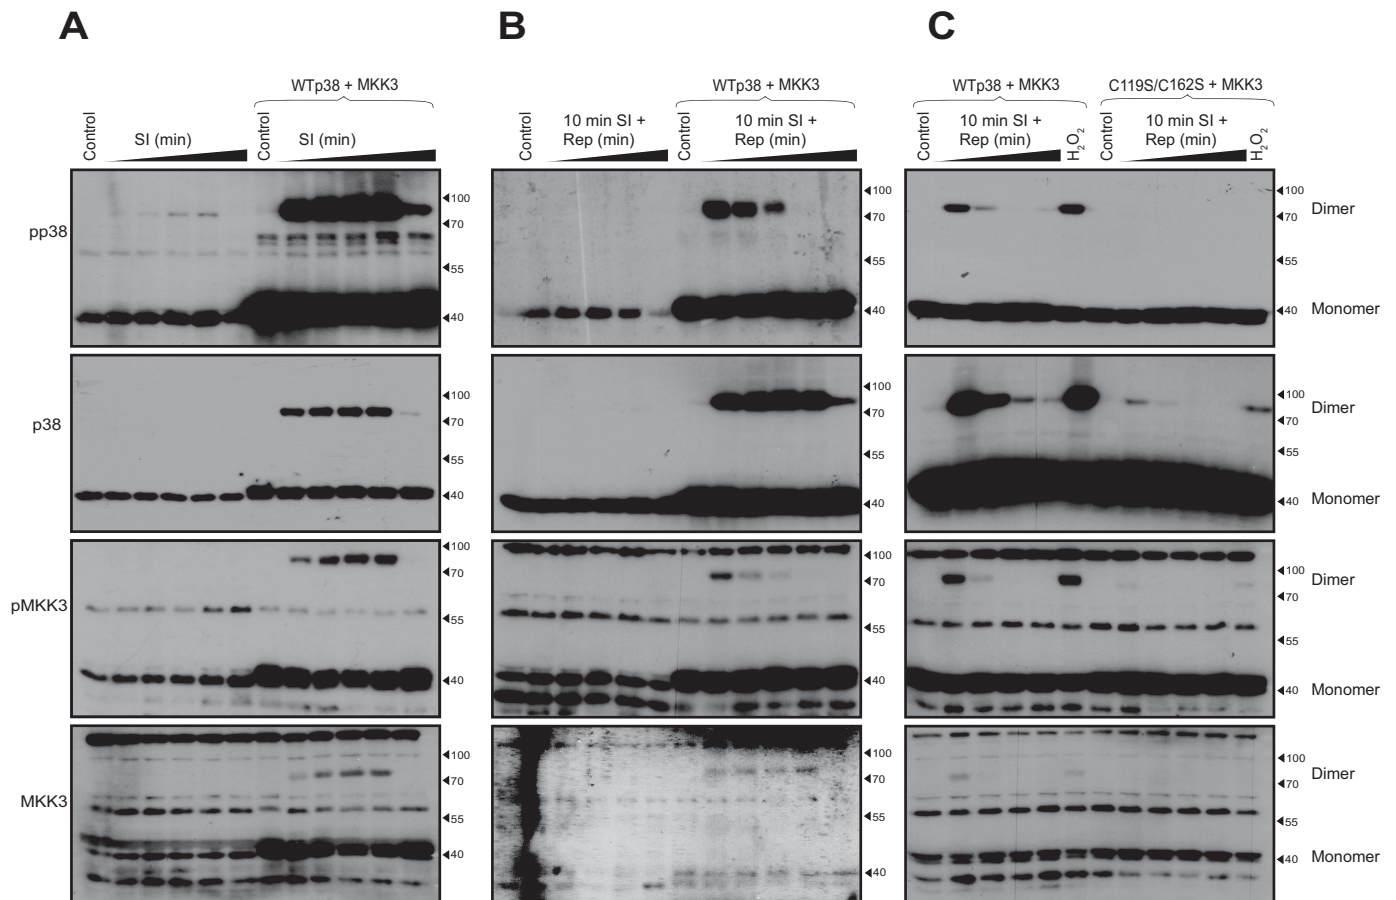 A
B
C
WTp38 + MKK3
WTp38 + MKK3
WTp38 + MKK3
C119S/C162S + MKK3
Control
SI (min)
Control
SI (min)
Control
10 min SI +
Rep (min)
Control
10 min SI +
Rep (min)
Control
10 min SI +
Rep (min)
H2O2
Control
10 min SI +
Rep (min)
H2O2
pp38
100
70
55
40
100
70
55
40
100
70
55
40
Dimer
Monomer
p38
100
70
55
40
100
70
55
40
100
70
55
40
Dimer
Monomer
pMKK3
100
70
55
40
100
70
55
40
100
70
55
40
Dimer
Monomer
MKK3
100
70
55
40
100
70
55
40
100
70
55
40
Dimer
Monomer